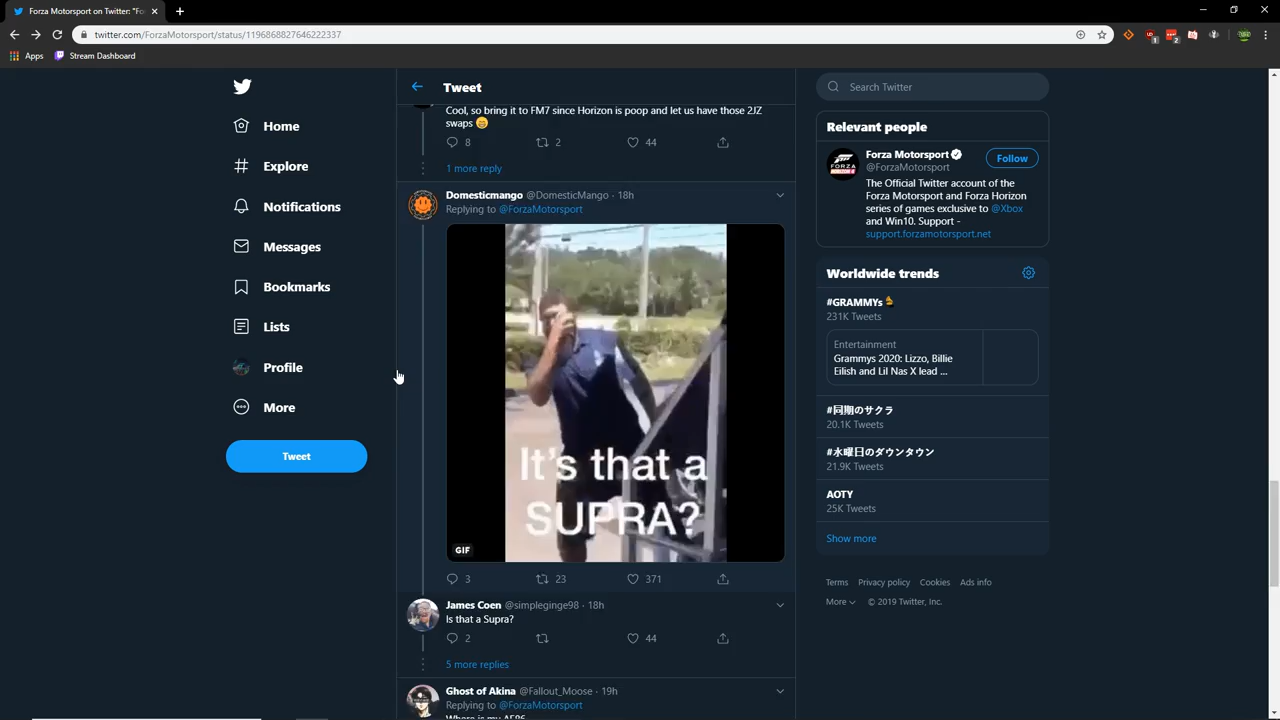 Forza Motorsport on Twitter: "Fo
twitter.com/ForzaMotorsport/status/1196868827646222337
Apps
Stream Dashboard
Home
Explore
Notifications
Messages
Bookmarks
Lists
Profile
More
Tweet
Tweet
Cool, so bring it to FM7 since Horizon is poop and let us have those 2JZ
swaps 😁
8 2 44
1 more reply
Domesticmango @DomesticMango · 18h
Replying to @ForzaMotorsport
It's that a
SUPRA?
GIF
3 23 371
James Coen @simpleginge98 · 18h
Is that a Supra?
2 44
5 more replies
Ghost of Akina @Fallout_Moose · 19h
Replying to @ForzaMotorsport
Where is my AE86
Search Twitter
Relevant people
Forza Motorsport
@ForzaMotorsport
Follow
The Official Twitter account of the
Forza Motorsport and Forza Horizon
series of games exclusive to @Xbox
and Win10. Support -
support.forzamotorsport.net
Worldwide trends
#GRAMMYs
231K Tweets
Entertainment
Grammys 2020: Lizzo, Billie
Eilish and Lil Nas X lead ...
#同期のサクラ
20.1K Tweets
#水曜日のダウンタウン
21.9K Tweets
AOTY
25K Tweets
Show more
Terms Privacy policy Cookies Ads info
More © 2019 Twitter, Inc.